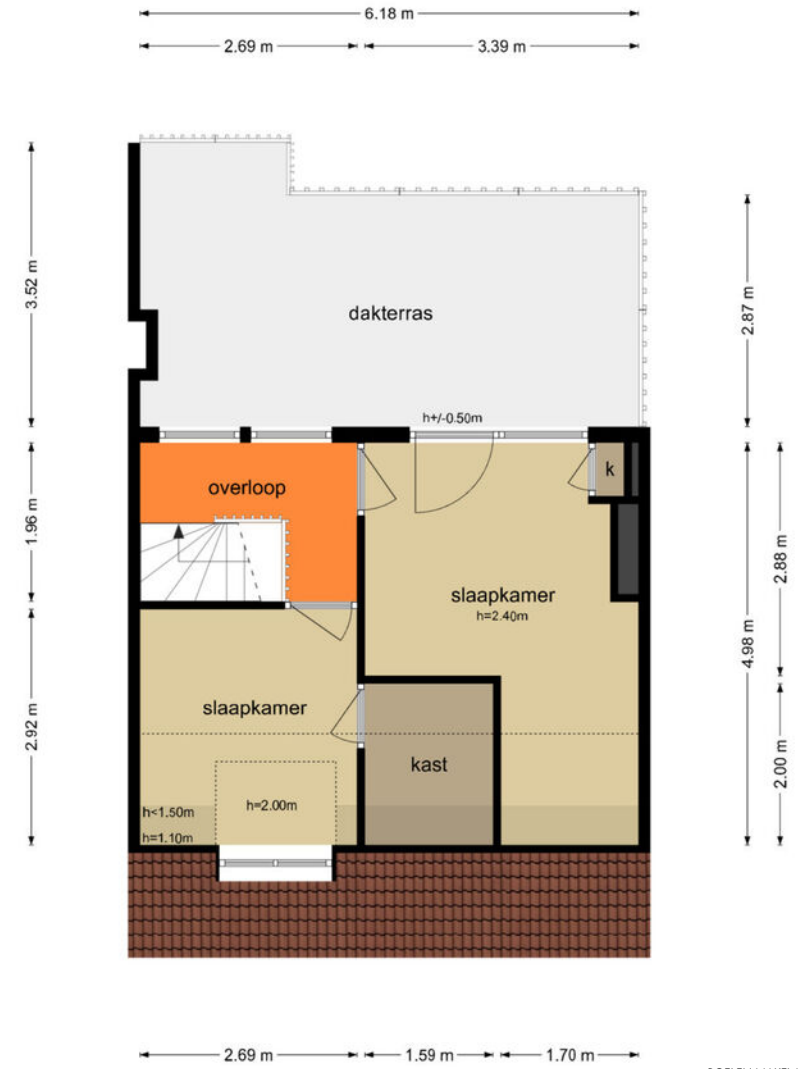 6.18 m
2.69 m
3.39 m
3.52 m
dakterras
2.87 m
h+/-0.50m
overloop
k
1.96 m
2.88 m
slaapkamer
h=2.40m
4.98 m
slaapkamer
2.92 m
kast
2.00 m
h=2.00m
h<1.50m
h=1.10m
2.69 m
1.59 m
1.70 m